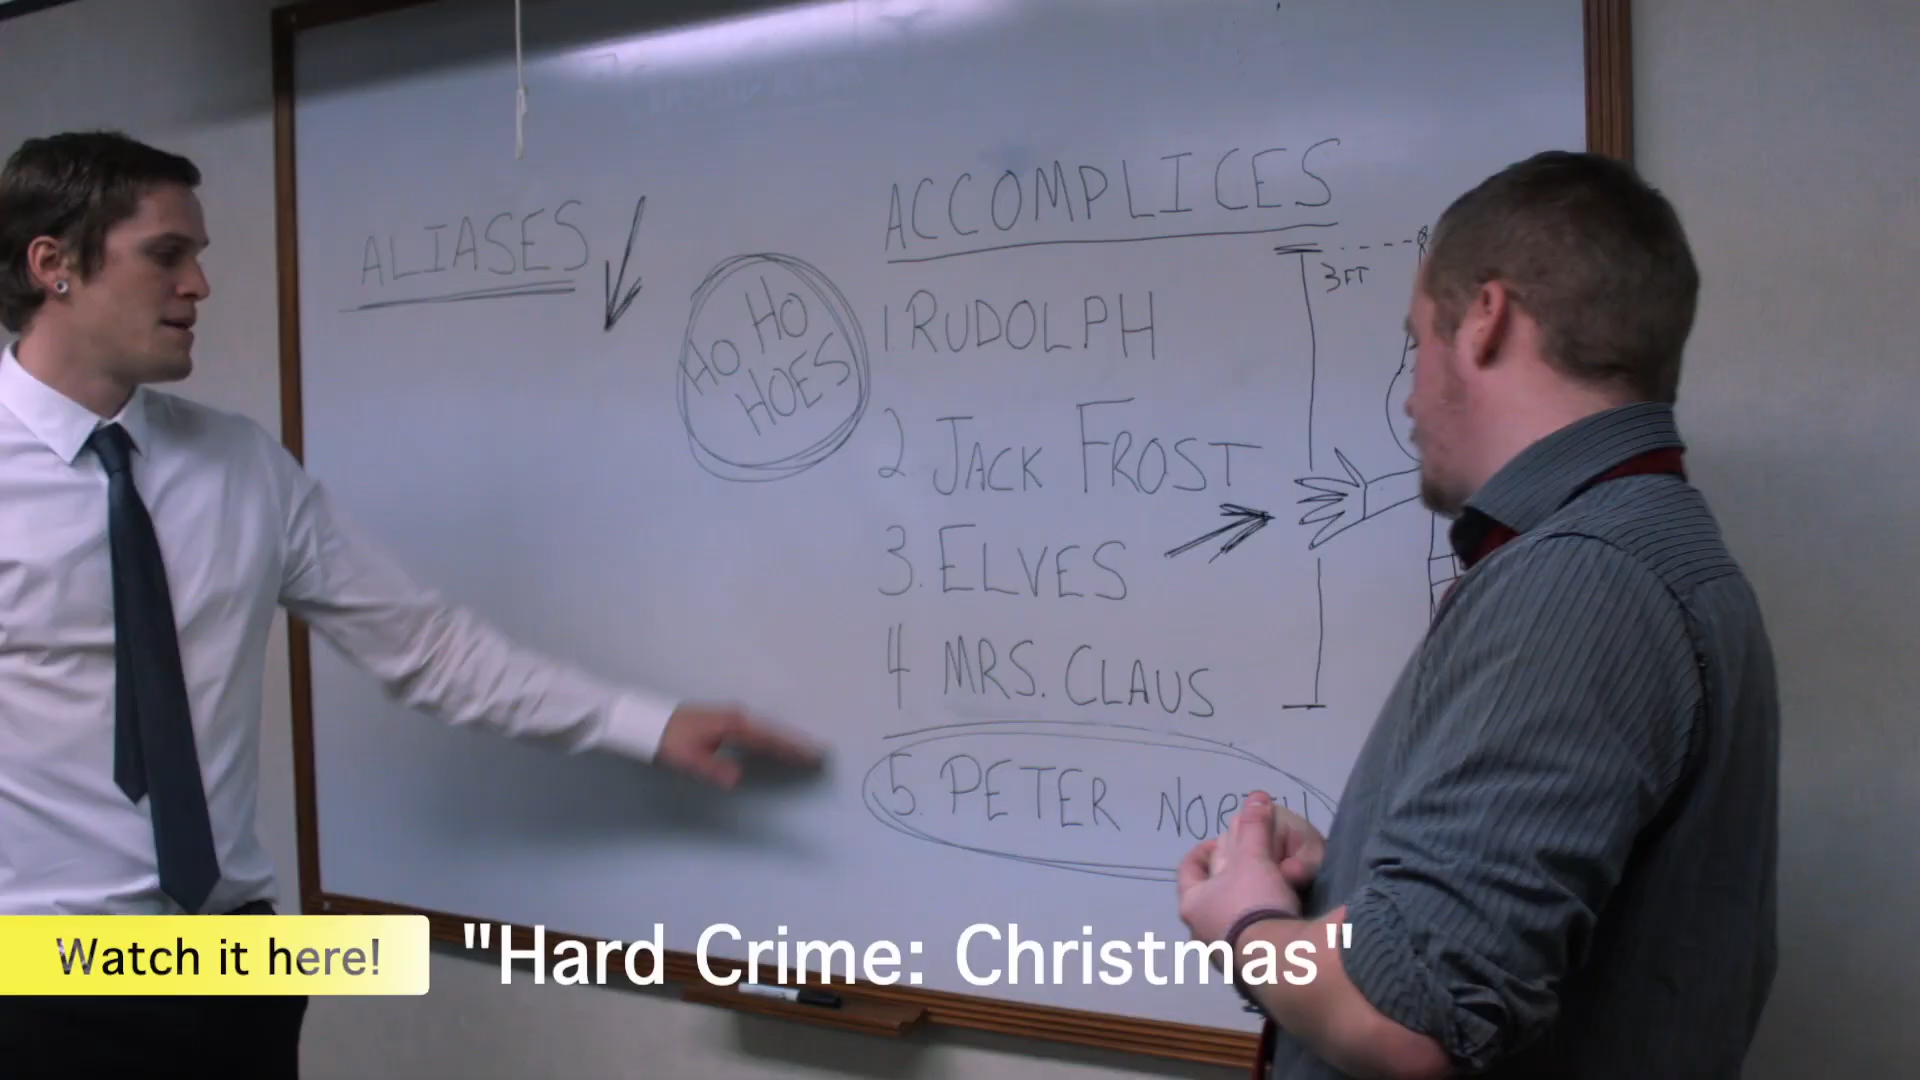 ALIASES
HO HO
HOES
ACCOMPLICES
3FT
1 RUDOLPH
2 JACK FROST
3. ELVES
4 MRS. CLAUS
5. PETER NORTH
Watch it here!
"Hard Crime: Christmas"